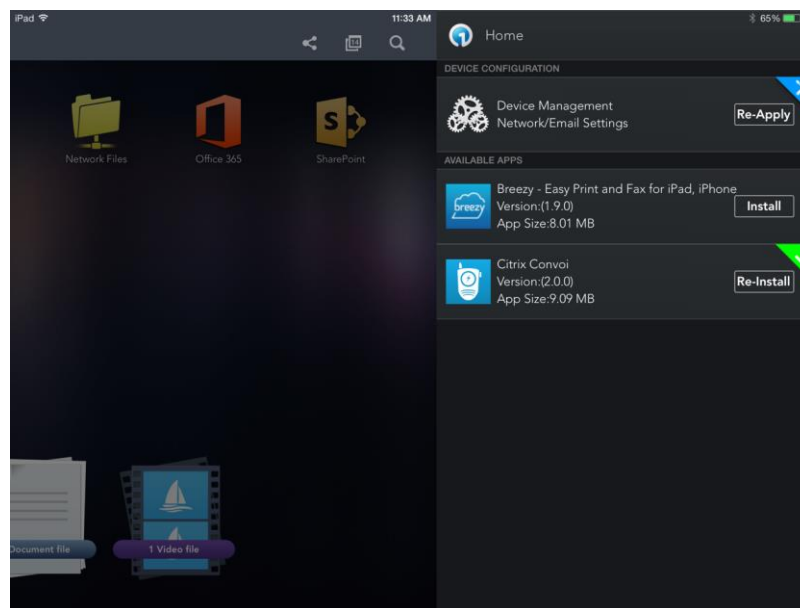 iPad
11:33 AM
65%
14
Home
DEVICE CONFIGURATION
Device Management
Network/Email Settings
Re-Apply
AVAILABLE APPS
breezy
Breezy - Easy Print and Fax for iPad, iPhone
Version:(1.9.0)
App Size:8.01 MB
Install
Citrix Convoi
Version:(2.0.0)
App Size:9.09 MB
Re-Install
Network Files
Office 365
S
SharePoint
Document file
1 Video file